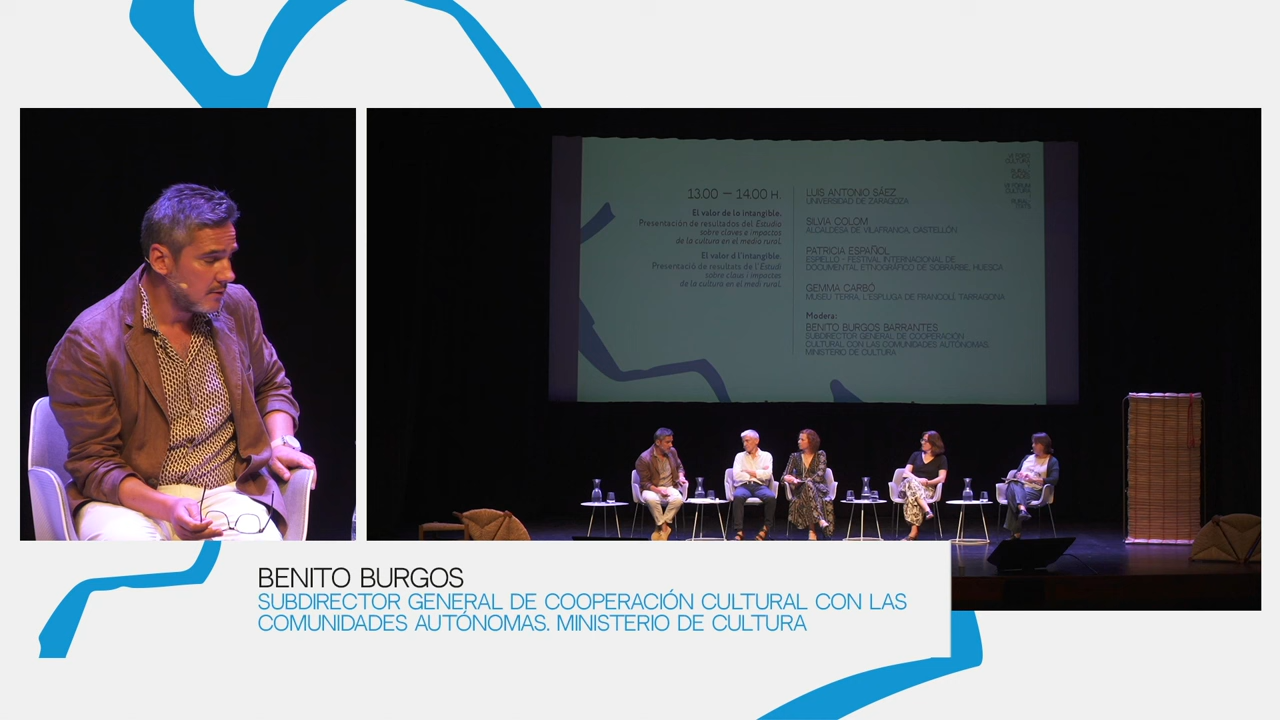 13.00 — 14.00 H.
El valor de lo intangible.
Presentación de resultados del Estudio
sobre claves e impactos
de la cultura en el medio rural.
El valor d l'intangible.
Presentació de resultats de l'Estudi
sobre claus i impactes
de la cultura en el medi rural.
LUIS ANTONIO SÁEZ
UNIVERSIDAD DE ZARAGOZA
SILVIA COLOM
ALCALDESA DE VILAFRANCA, CASTELLÓN
PATRICIA ESPAÑOL
ESPIELLO - FESTIVAL INTERNACIONAL DE
DOCUMENTAL ETNOGRÁFICO DE SOBRARBE, HUESCA
GEMMA CARBÓ
MUSEU TERRA, L'ESPLUGA DE FRANCOLÍ, TARRAGONA
Modera:
BENITO BURGOS BARRANTES
SUBDIRECTOR GENERAL DE COOPERACIÓN
CULTURAL CON LAS COMUNIDADES AUTÓNOMAS.
MINISTERIO DE CULTURA
BENITO BURGOS
SUBDIRECTOR GENERAL DE COOPERACIÓN CULTURAL CON LAS
COMUNIDADES AUTÓNOMAS. MINISTERIO DE CULTURA